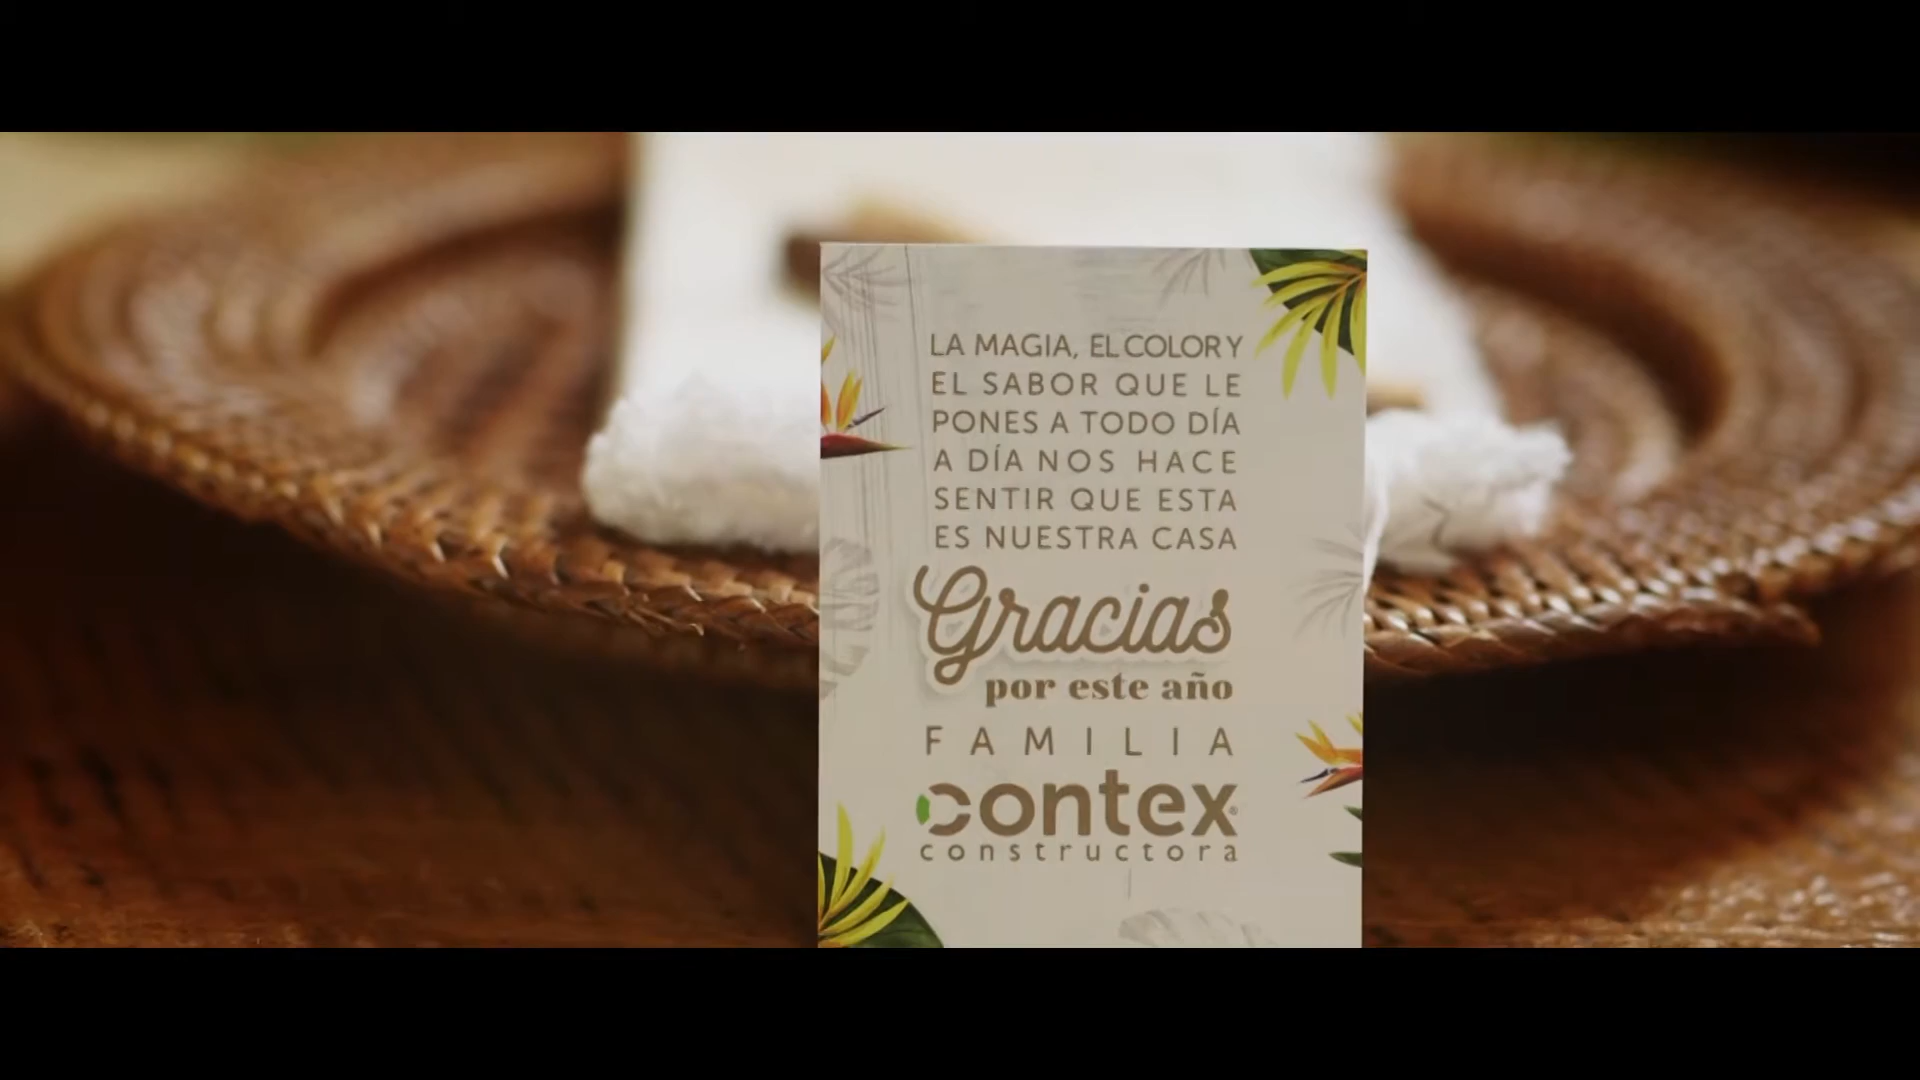 LA MAGIA, EL COLOR Y
EL SABOR QUE LE
PONES A TODO DÍA
A DÍA NOS HACE
SENTIR QUE ESTA
ES NUESTRA CASA
Gracias
por este año
FAMILIA
contex
constructora